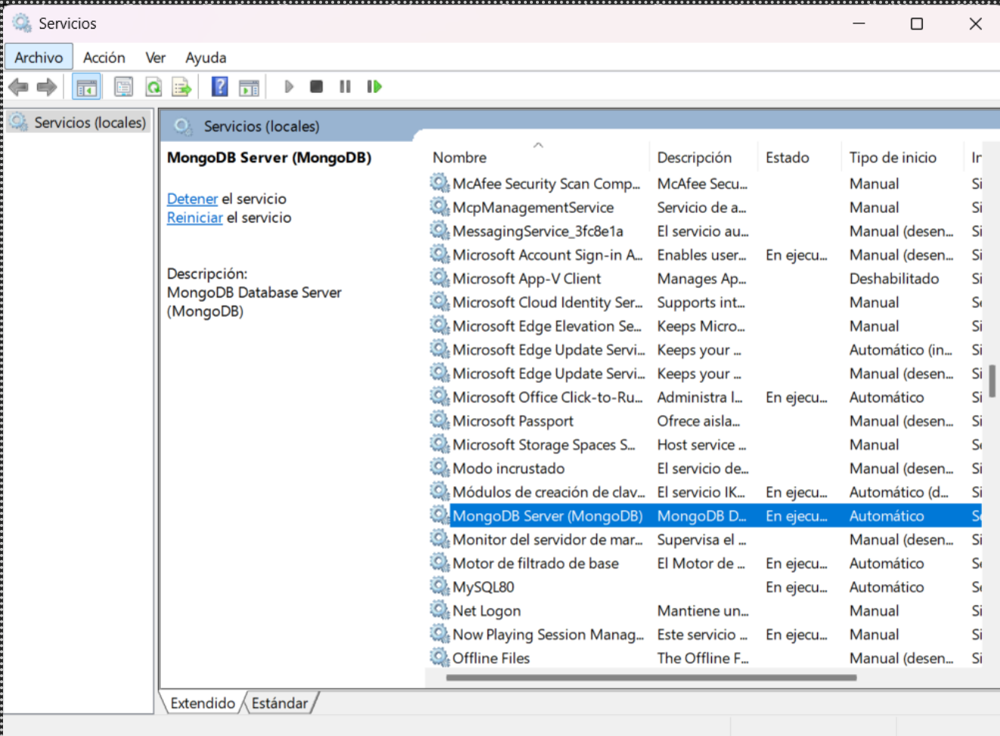 Servicios
Archivo Acción Ver Ayuda
Servicios (locales)
Servicios (locales)
MongoDB Server (MongoDB)
Detener el servicio
Reiniciar el servicio
Descripción:
MongoDB Database Server
(MongoDB)
Nombre Descripción Estado Tipo de inicio
McAfee Security Scan Comp... McAfee Secu... Manual Si
McpManagementService Servicio de a... Manual Si
MessagingService_3fc8e1a El servicio au... Manual (desen... Si
Microsoft Account Sign-in A... Enables user... En ejecu... Manual (desen... Si
Microsoft App-V Client Manages Ap... Deshabilitado Si
Microsoft Cloud Identity Ser... Supports int... Manual
Microsoft Edge Elevation Se... Keeps Micro... Manual Si
Microsoft Edge Update Servi... Keeps your ... Automático (in... Si
Microsoft Edge Update Servi... Keeps your ... Manual (desen... Si
Microsoft Office Click-to-Ru... Administra l... En ejecu... Automático Si
Microsoft Passport Ofrece aisla... Manual (desen... Si
Microsoft Storage Spaces S... Host service ... Manual
Modo incrustado El servicio de... Manual (desen... Si
Módulos de creación de clav... El servicio IK... En ejecu... Automático (d... Si
MongoDB Server (MongoDB) MongoDB D... En ejecu... Automático
Monitor del servidor de mar... Supervisa el ... Manual (desen... Si
Motor de filtrado de base El Motor de ... En ejecu... Automático
MySQL80 En ejecu... Automático
Net Logon Mantiene un... Manual Si
Now Playing Session Manag... Este servicio ... En ejecu... Manual Si
Offline Files The Offline F... Manual (desen... Si
Extendido Estándar